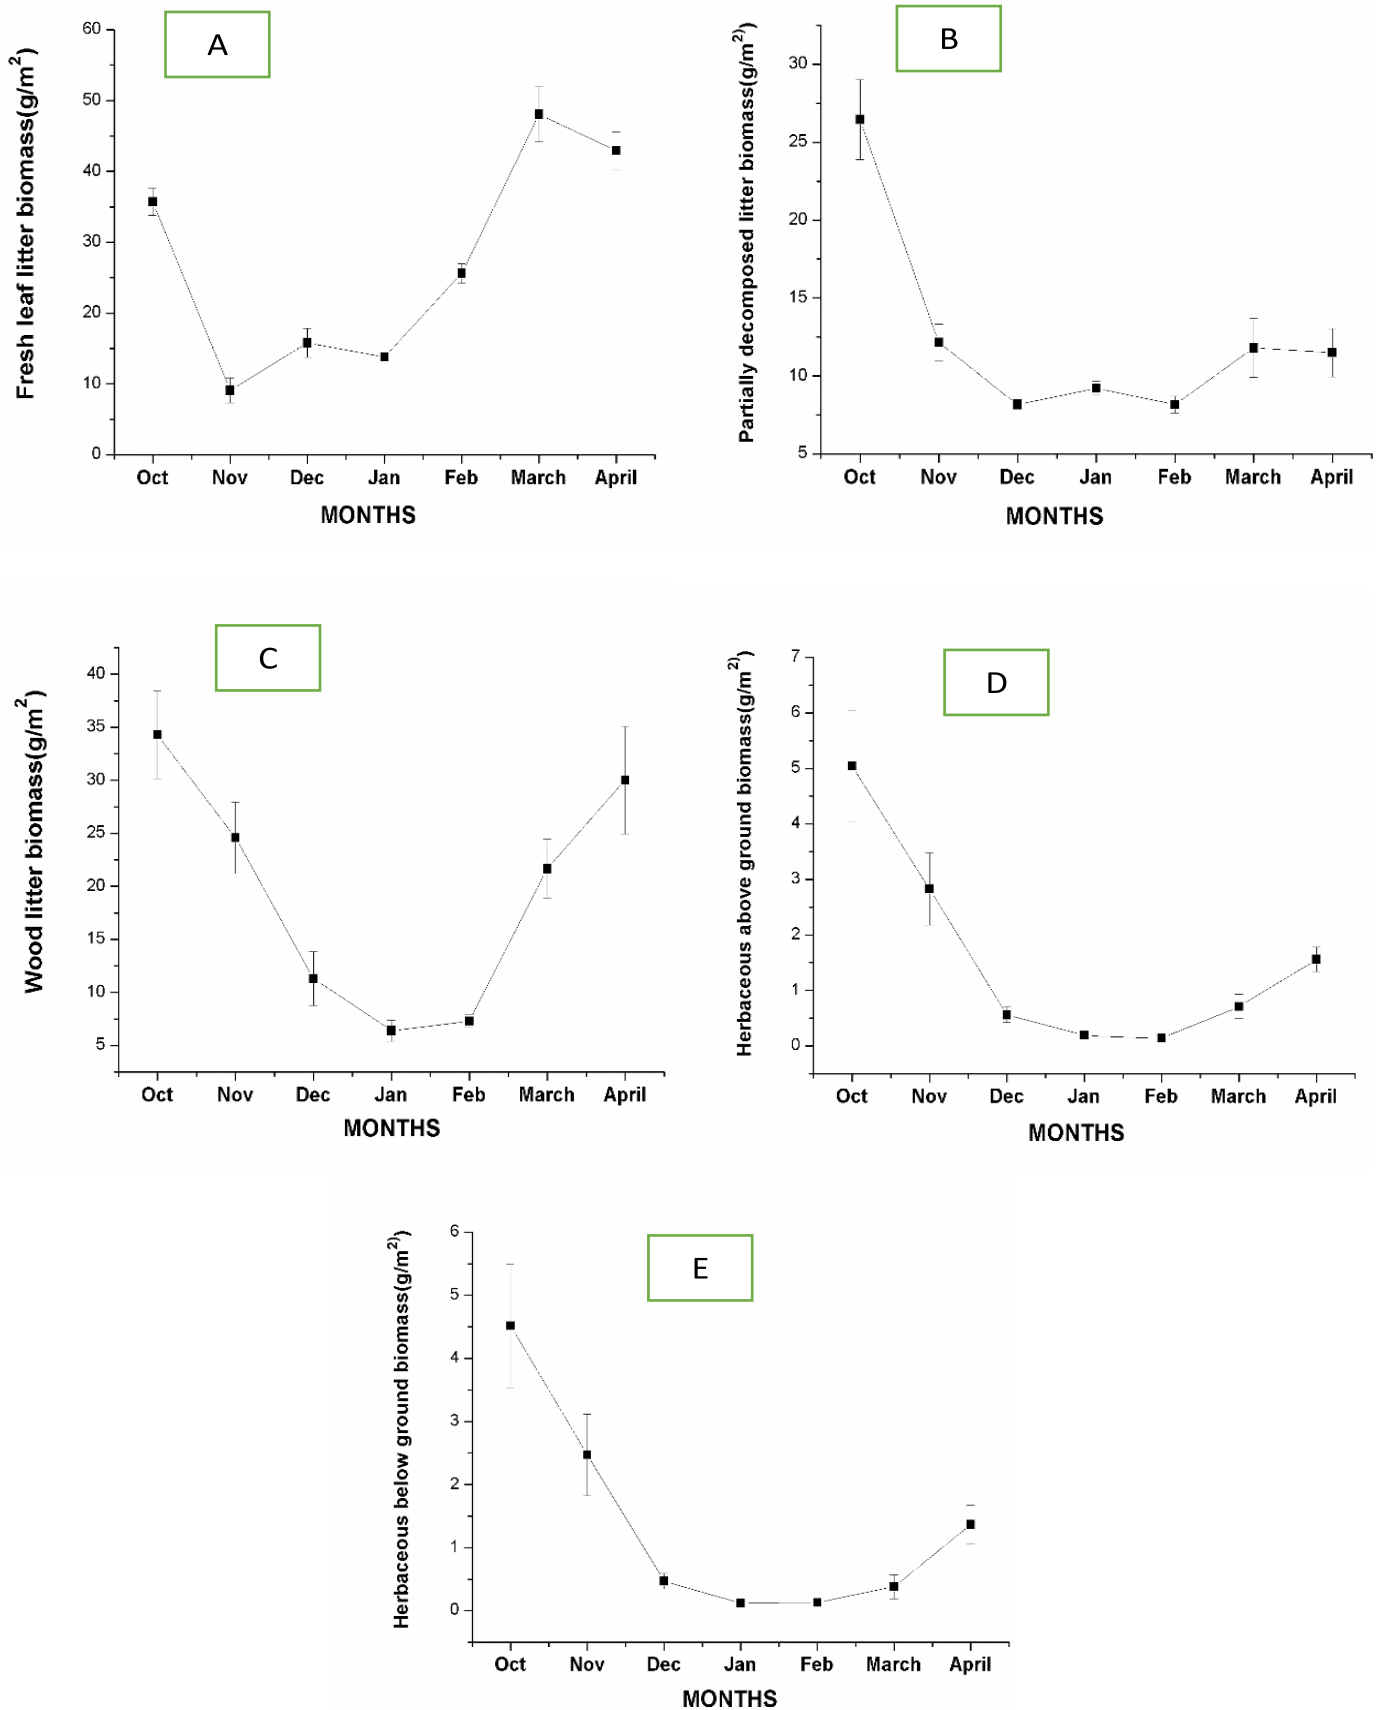 A
Fresh leaf litter biomass(g/m2)
60
50
40
30
20
10
0
Oct Nov Dec Jan Feb March April
MONTHS
B
Partially decomposed litter biomass(g/m2)
30
25
20
15
10
5
Oct Nov Dec Jan Feb March April
MONTHS
C
Wood litter biomass(g/m2)
40
35
30
25
20
15
10
5
Oct Nov Dec Jan Feb March April
MONTHS
D
Herbaceous above ground biomass(g/m2)
7
6
5
4
3
2
1
0
Oct Nov Dec Jan Feb March April
MONTHS
E
Herbaceous below ground biomass(g/m2)
6
5
4
3
2
1
0
Oct Nov Dec Jan Feb March April
MONTHS